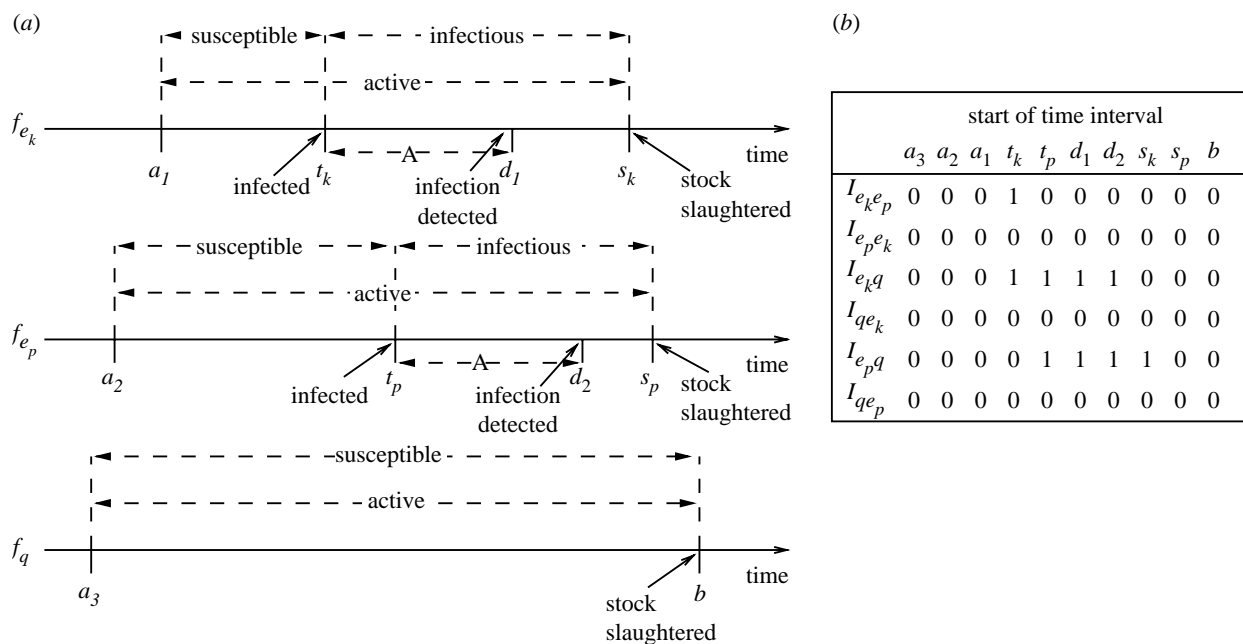 (a)
susceptible infectious
active
f_{e_k}
time
A
a_1 t_k d_1 s_k
infected infection detected stock slaughtered
susceptible infectious
active
f_{e_p}
time
A
a_2 t_p d_2 s_p
infected infection detected stock slaughtered
susceptible
active
f_q
time
a_3 b
stock
slaughtered
(b)
start of time interval
a_3 a_2 a_1 t_k t_p d_1 d_2 s_k s_p b
I_{e_k e_p} 0 0 0 1 0 0 0 0 0 0
I_{e_p e_k} 0 0 0 0 0 0 0 0 0 0
I_{e_k q} 0 0 0 1 1 1 1 0 0 0
I_{q e_k} 0 0 0 0 0 0 0 0 0 0
I_{e_p q} 0 0 0 0 1 1 1 1 0 0
I_{q e_p} 0 0 0 0 0 0 0 0 0 0